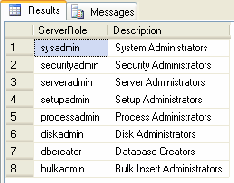 Results Messages
ServerRole Description
1 sysadmin System Administrators
2 securityadmin Security Administrators
3 serveradmin Server Administrators
4 setupadmin Setup Administrators
5 processadmin Process Administrators
6 diskadmin Disk Administrators
7 dbcreator Database Creators
8 bulkadmin Bulk Insert Administrators